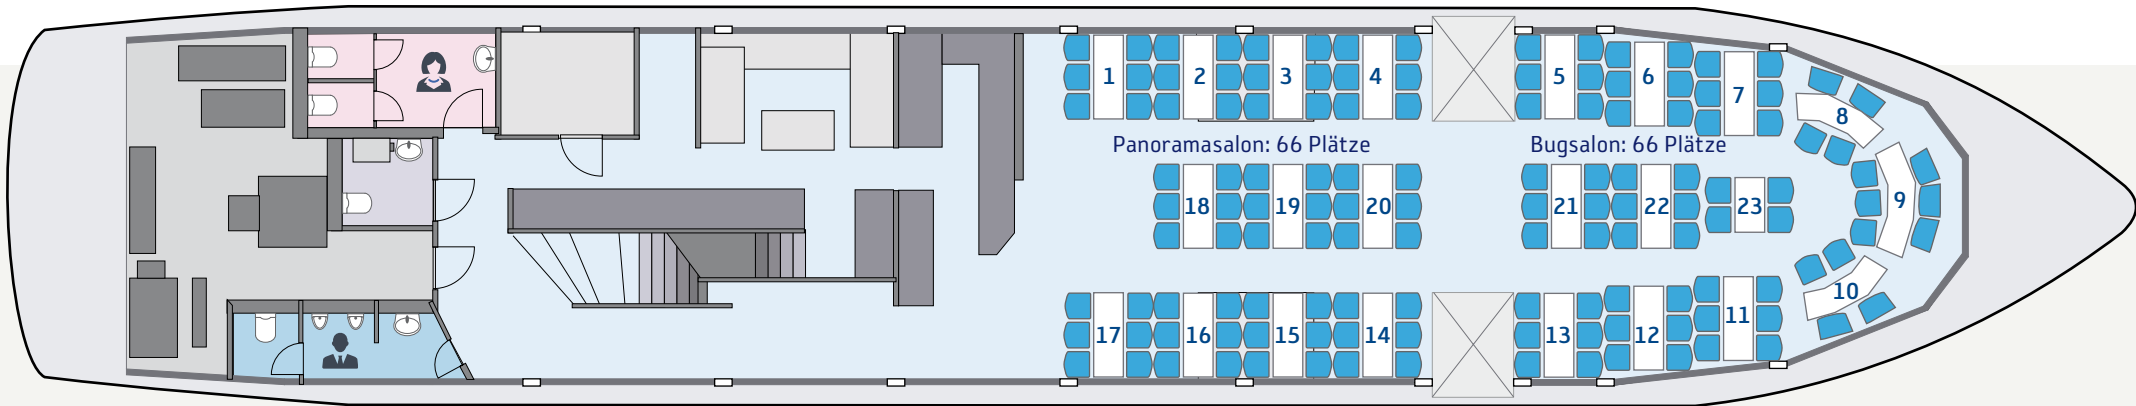 1 2 3 4 5 6 7 8
Panoramasalon: 66 Plätze Bugsalon: 66 Plätze
18 19 20 21 22 23 9
17 16 15 14 13 12 11 10